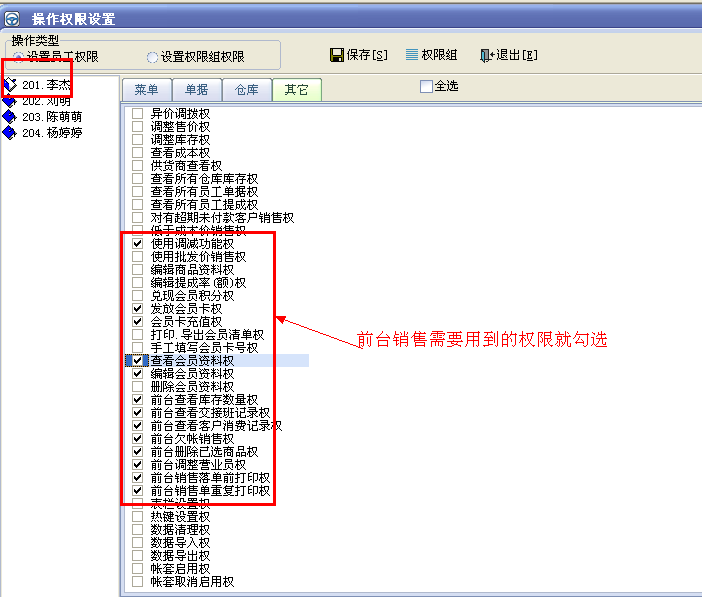 操作权限设置
操作类型
设置员工权限 设置权限组权限 保存[S] 权限组 退出[E]
201.李杰
202.刘明
203.陈萌萌
204.杨婷婷
菜单 单据 仓库 其它 全选
异价调拨权
调整售价权
调整库存权
查看成本权
供货商查看权
查看所有仓库库存权
查看所有员工单据权
查看所有员工提成权
对有超期未付款客户销售权
低于成本价销售权
使用调减功能权
使用批发价销售权
编辑商品资料权
编辑提成率(额)权
兑现会员积分权
发放会员卡权
会员卡充值权
打印.导出会员清单权
手工填写会员卡号权
查看会员资料权
编辑会员资料权
删除会员资料权
前台查看库存数量权
前台查看交接班记录权
前台查看客户消费记录权
前台欠帐销售权
前台删除已选商品权
前台调整营业员权
前台销售落单前打印权
前台销售单重复打印权
表栏设置权
热键设置权
数据清理权
数据导入权
数据导出权
帐套启用权
帐套取消启用权
前台销售需要用到的权限就勾选